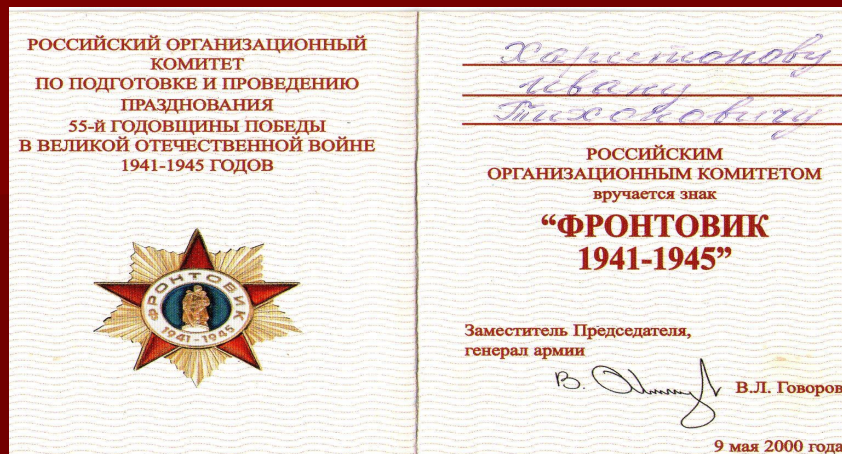 РОССИЙСКИЙ ОРГАНИЗАЦИОННЫЙ
КОМИТЕТ
ПО ПОДГОТОВКЕ И ПРОВЕДЕНИЮ
ПРАЗДНОВАНИЯ
55-й ГОДОВЩИНЫ ПОБЕДЫ
В ВЕЛИКОЙ ОТЕЧЕСТВЕННОЙ ВОЙНЕ
1941-1945 ГОДОВ
ФРОНТОВИК
1941-1945
Харитонову
Ивану
Тихоновичу
РОССИЙСКИМ
ОРГАНИЗАЦИОННЫМ КОМИТЕТОМ
вручается знак
“ФРОНТОВИК
1941-1945”
Заместитель Председателя,
генерал армии
В.Л. Говоров
9 мая 2000 года